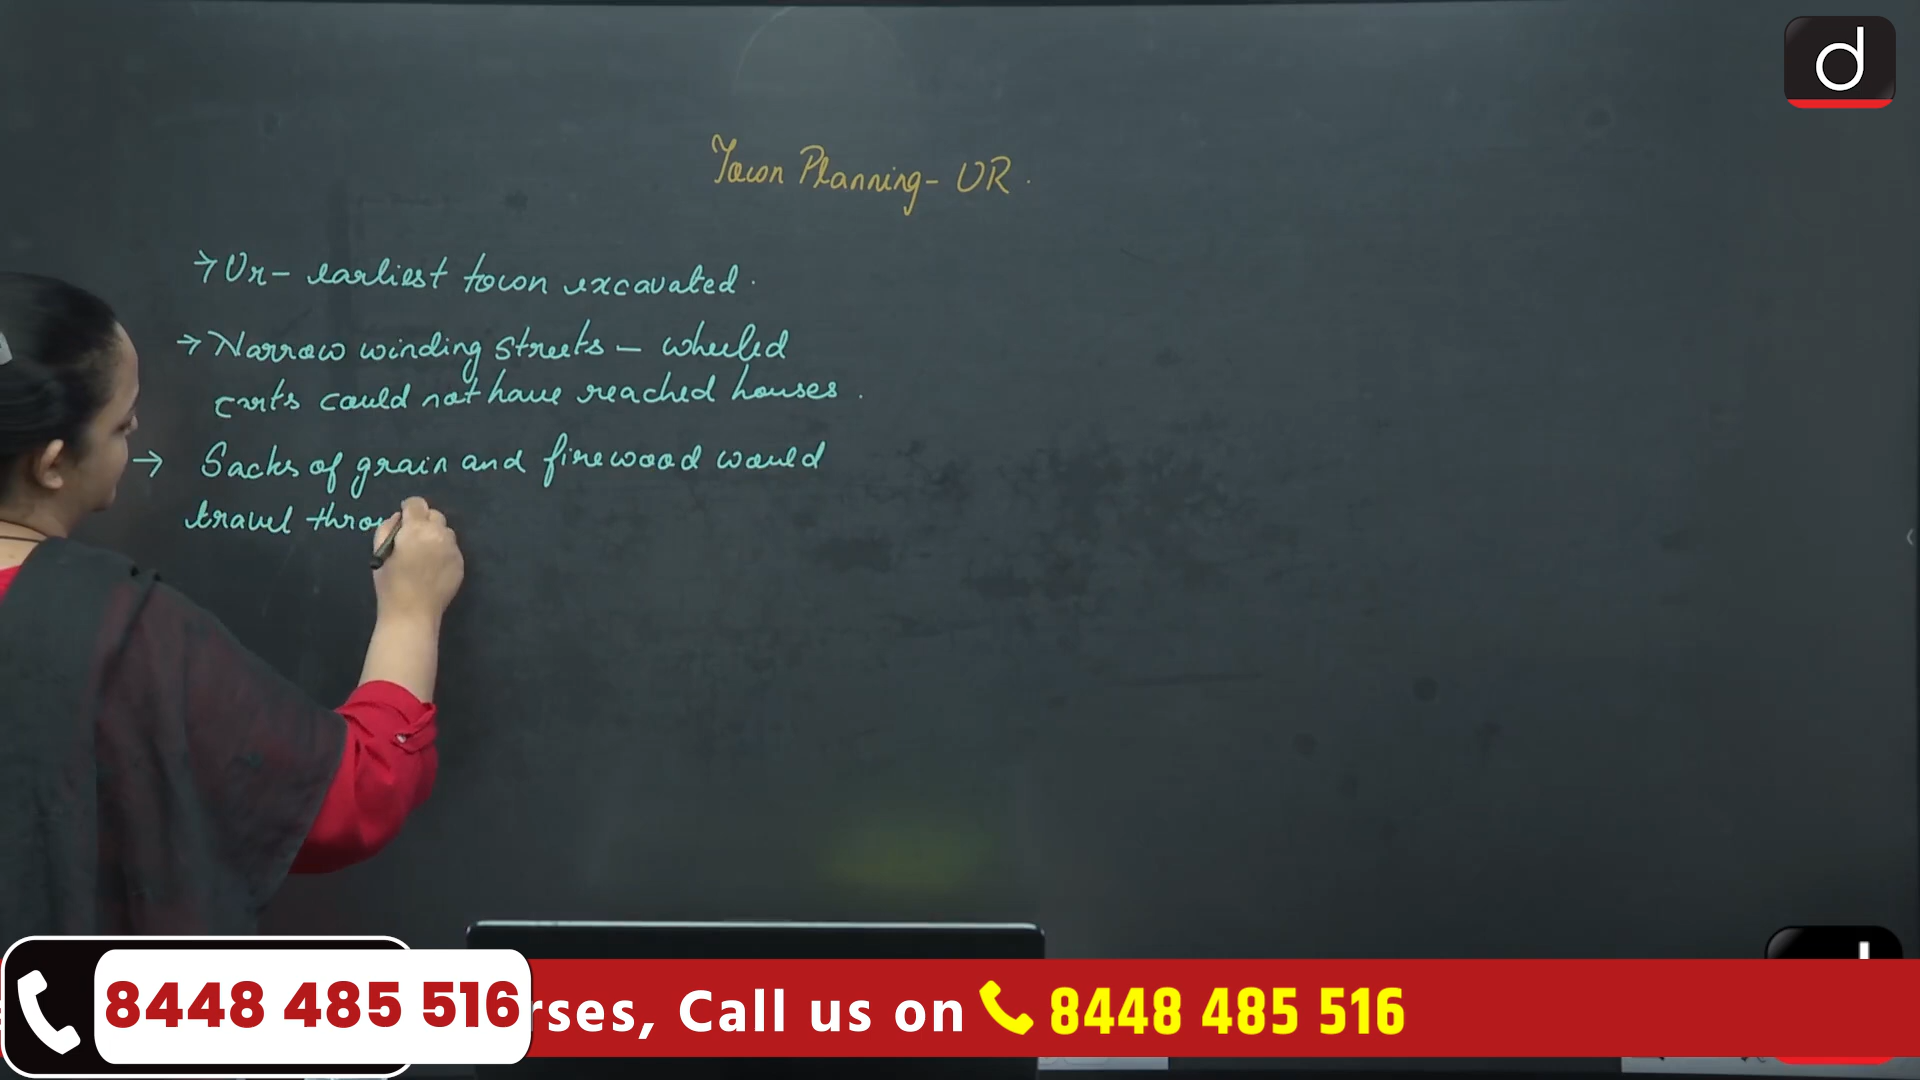 d
Town Planning - UR.
→ Ur - earliest town excavated.
→ Narrow winding streets - wheeled
carts could not have reached houses.
→ Sacks of grain and firewood would
travel throu
8448 485 516
rses, Call us on 8448 485 516